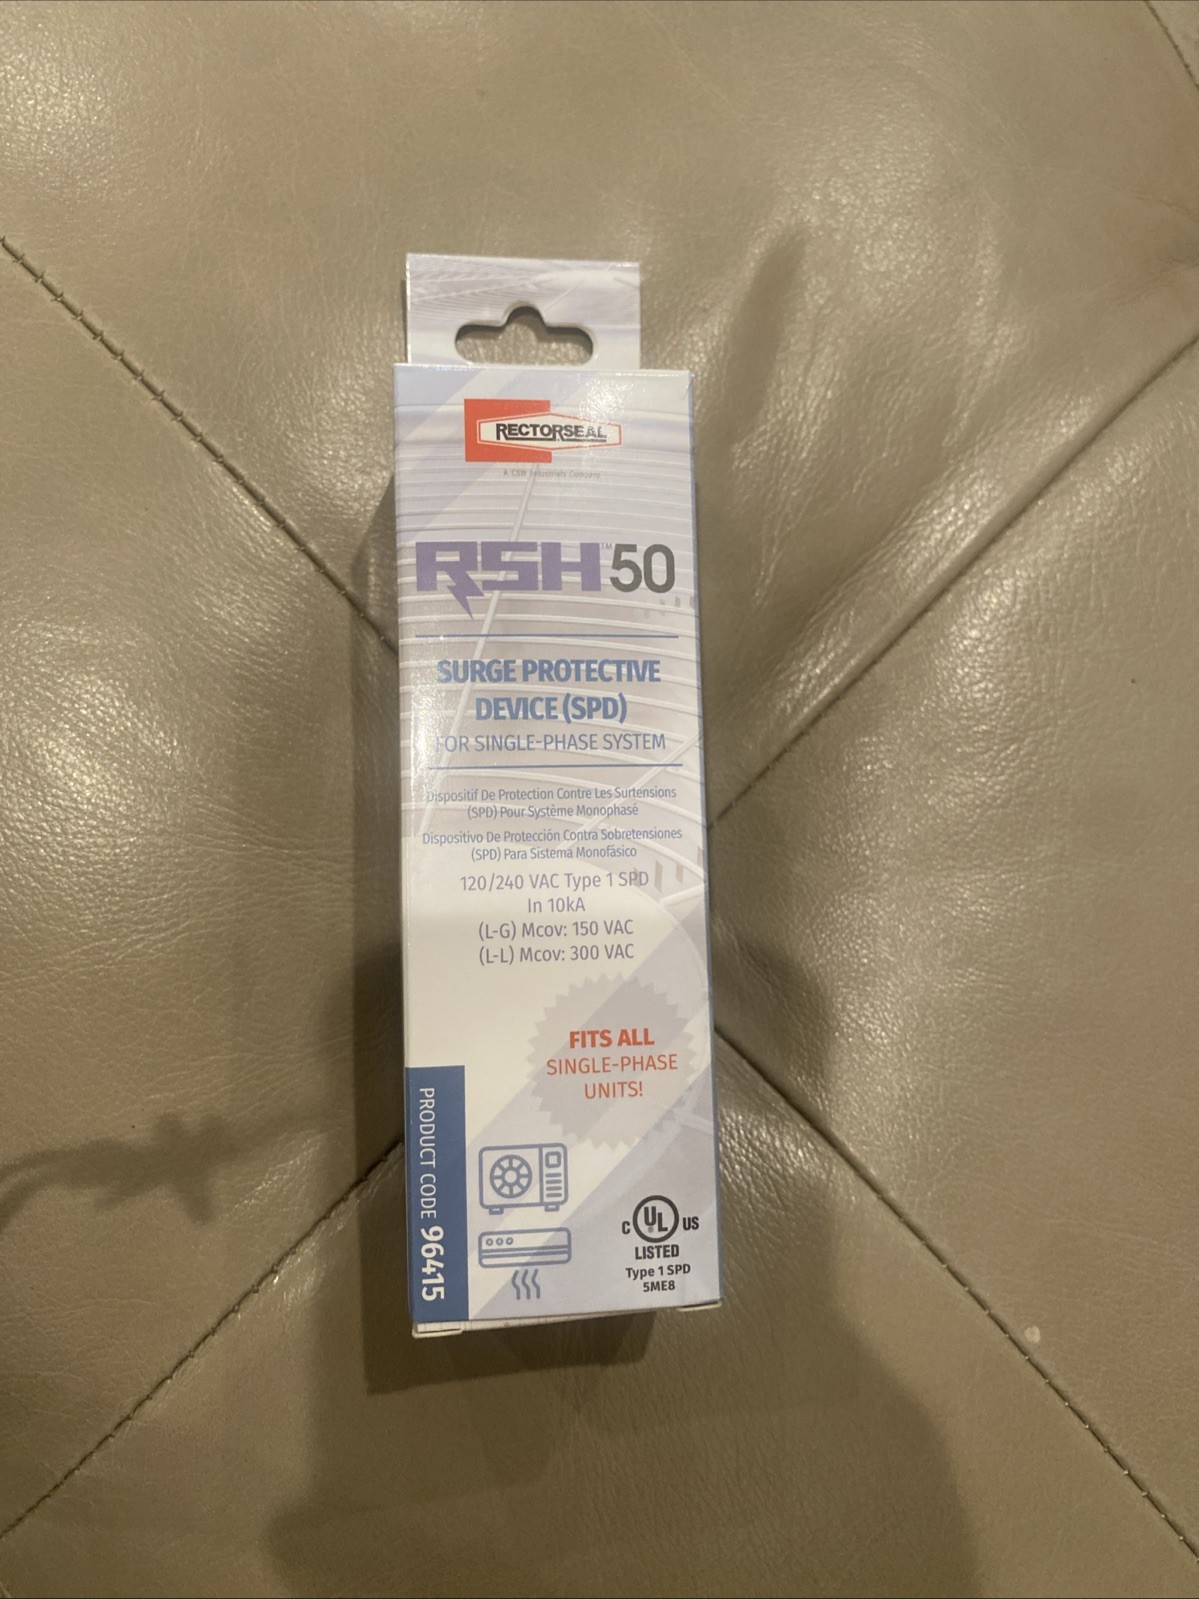 RECTORSEAL
A CSW Industrials Company
RSH™50
SURGE PROTECTIVE
DEVICE (SPD)
FOR SINGLE-PHASE SYSTEM
Dispositif De Protection Contre Les Surtensions
(SPD) Pour Système Monophasé
Dispositivo De Protección Contra Sobretensiones
(SPD) Para Sistema Monofásico
120/240 VAC Type 1 SPD
In 10kA
(L-G) Mcov: 150 VAC
(L-L) Mcov: 300 VAC
FITS ALL
SINGLE-PHASE
UNITS!
PRODUCT CODE 96415
C UL US
LISTED
Type 1 SPD
5ME8